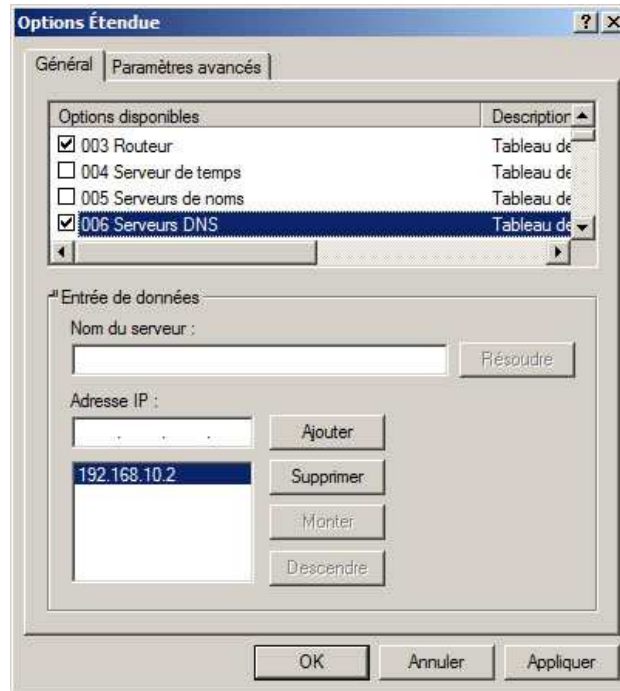 Options Étendue
Général Paramètres avancés
Options disponibles Description
003 Routeur Tableau de
004 Serveur de temps Tableau de
005 Serveurs de noms Tableau de
006 Serveurs DNS Tableau de
Entrée de données
Nom du serveur :
Résoudre
Adresse IP :
. . . Ajouter
192.168.10.2 Supprimer
Monter
Descendre
OK Annuler Appliquer